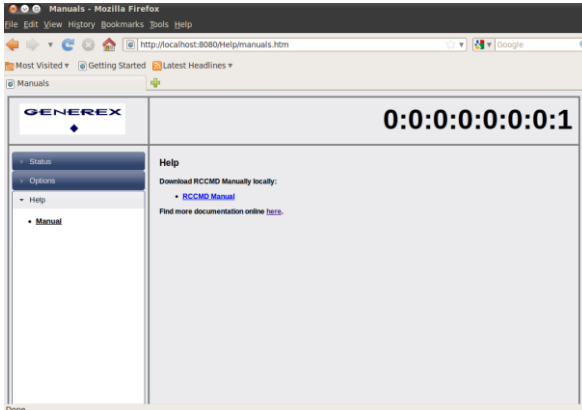 Manuals - Mozilla Firefox
File Edit View History Bookmarks Tools Help
http://localhost:8080/Help/manuals.htm
Google
Most Visited Getting Started Latest Headlines
Manuals
GENEREX
0:0:0:0:0:0:0:1
Status
Options
Help
Manual
Help
Download RCCMD Manually locally:
RCCMD Manual
Find more documentation online here.
Done